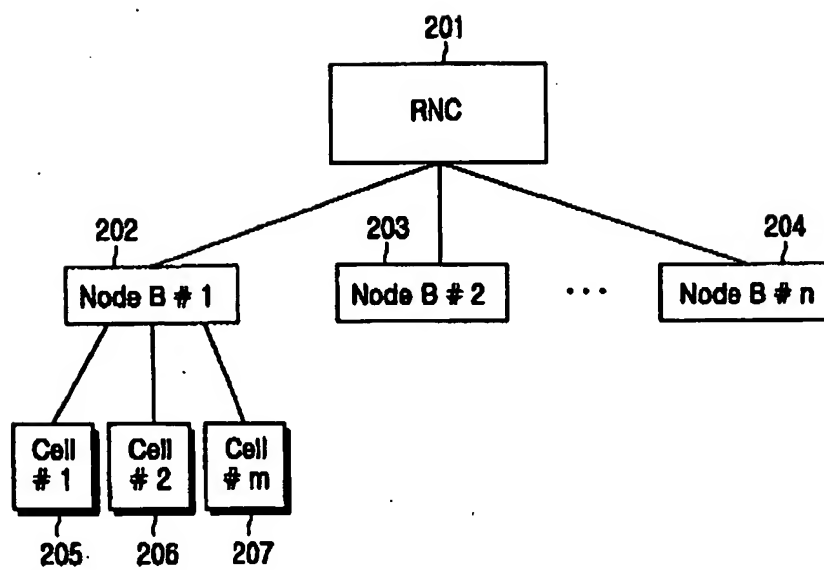 201
RNC
202
203
204
Node B # 1
Node B # 2
...
Node B # n
Cell
# 1
Cell
# 2
Cell
# m
205
206
207